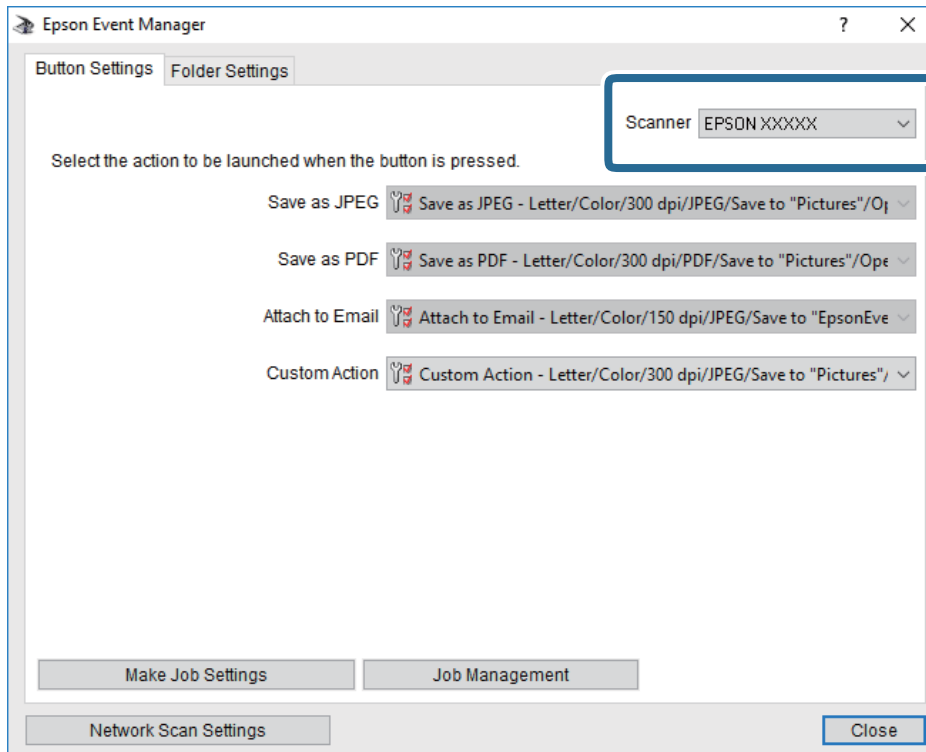 Epson Event Manager
Button Settings Folder Settings
Scanner EPSON XXXXX
Select the action to be launched when the button is pressed.
Save as JPEG Save as JPEG - Letter/Color/300 dpi/JPEG/Save to "Pictures"/Op
Save as PDF Save as PDF - Letter/Color/300 dpi/PDF/Save to "Pictures"/Ope
Attach to Email Attach to Email - Letter/Color/150 dpi/JPEG/Save to "EpsonEve
Custom Action Custom Action - Letter/Color/300 dpi/JPEG/Save to "Pictures"/
Make Job Settings Job Management
Network Scan Settings Close